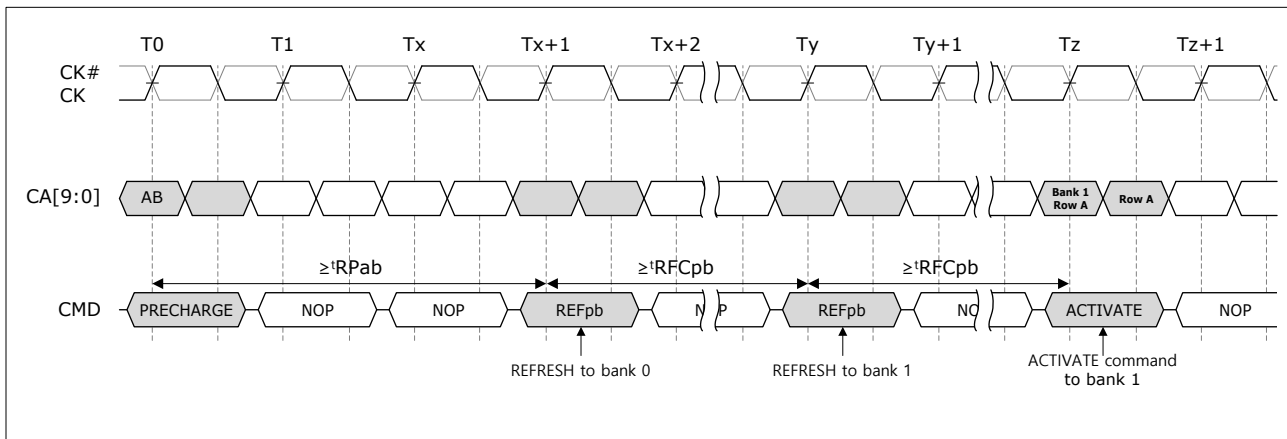 T0 T1 Tx Tx+1 Tx+2 Ty Ty+1 Tz Tz+1
CK#
CK
CA[9:0] AB Bank 1 Row A Row A
≥tRPab ≥tRFCpb ≥tRFCpb
CMD PRECHARGE NOP NOP REFpb REFpb ACTIVATE NOP
REFRESH to bank 0 REFRESH to bank 1 ACTIVATE command
to bank 1